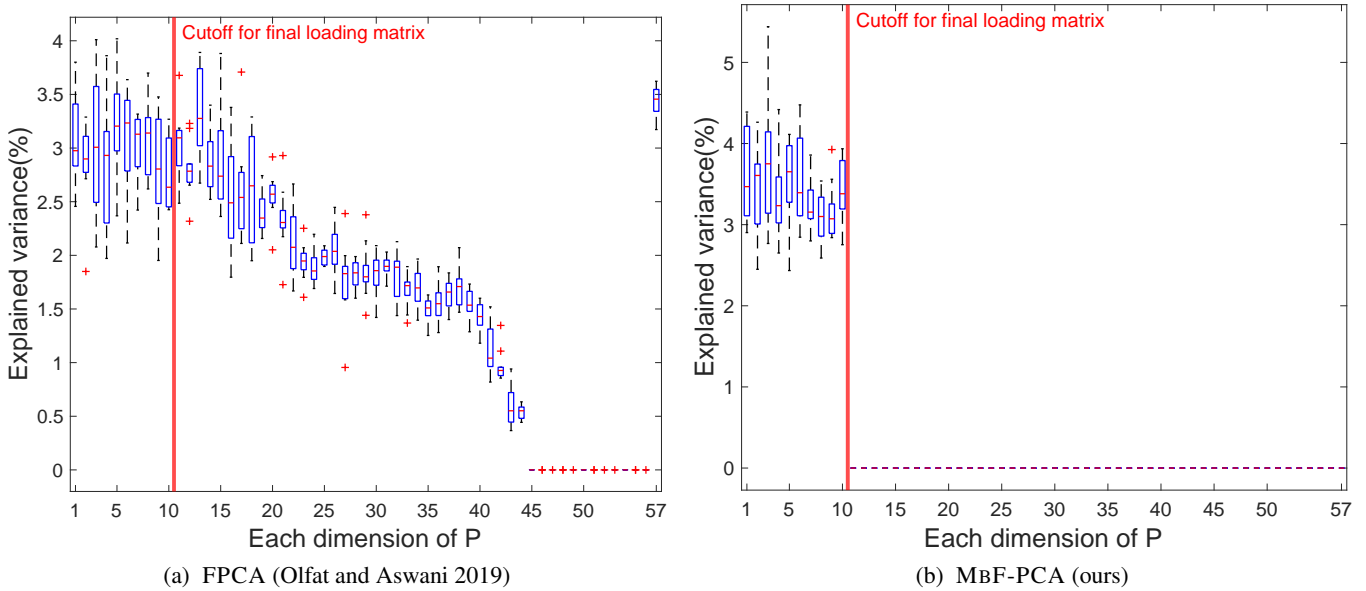 Cutoff for final loading matrix
Explained variance(%)
4
3.5
3
2.5
2
1.5
1
0.5
0
1 5 10 15 20 25 30 35 40 45 50 57
Each dimension of P
(a) FPCA (Olfat and Aswani 2019)
Cutoff for final loading matrix
Explained variance(%)
5
4
3
2
1
0
1 5 10 15 20 25 30 35 40 45 50 57
Each dimension of P
(b) MBF-PCA (ours)